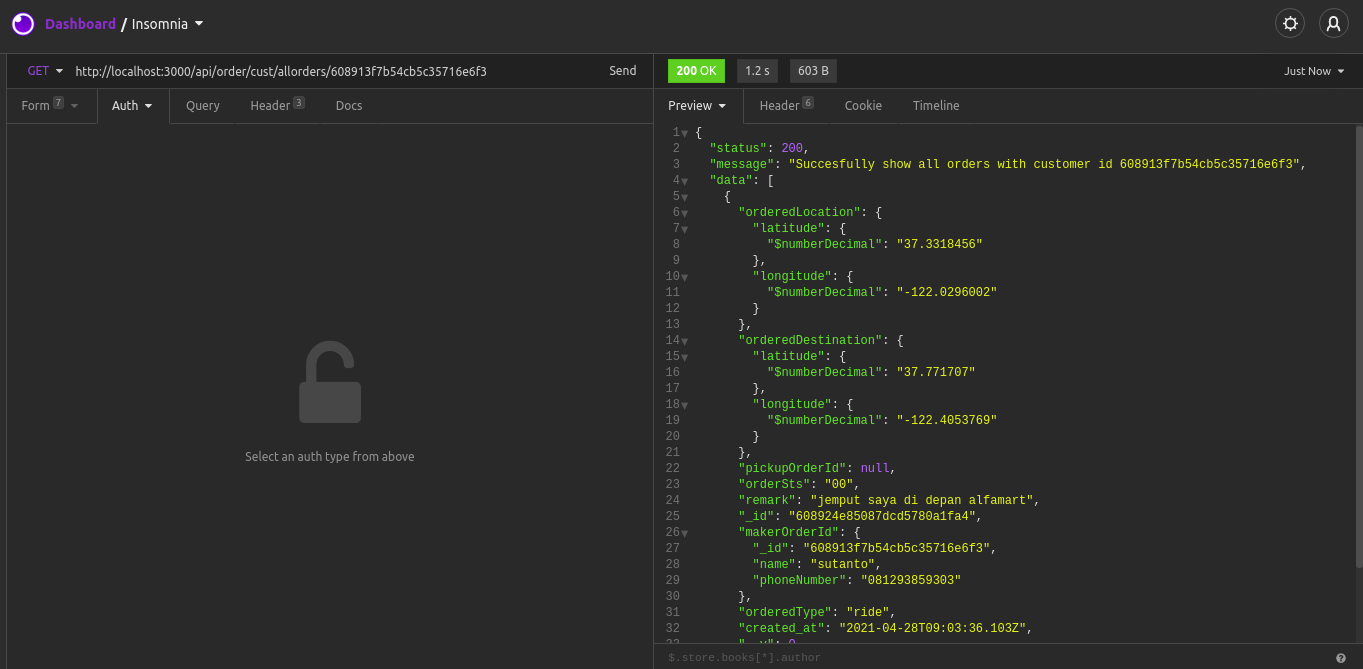 Dashboard / Insomnia
GET http://localhost:3000/api/order/cust/allorders/608913f7b54cb5c35716e6f3 Send
200 OK 1.2 s 603 B Just Now
Form 7 Auth Query Header 3 Docs
Preview Header 6 Cookie Timeline
Select an auth type from above
1 {
2 "status": 200,
3 "message": "Succesfully show all orders with customer id 608913f7b54cb5c35716e6f3",
4 "data": [
5 {
6 "orderedLocation": {
7 "latitude": {
8 "$numberDecimal": "37.3318456"
9 },
10 "longitude": {
11 "$numberDecimal": "-122.0296002"
12 }
13 },
14 "orderedDestination": {
15 "latitude": {
16 "$numberDecimal": "37.771707"
17 },
18 "longitude": {
19 "$numberDecimal": "-122.4053769"
20 }
21 },
22 "pickupOrderId": null,
23 "orderSts": "00",
24 "remark": "jemput saya di depan alfamart",
25 "_id": "608924e85087dcd5780a1fa4",
26 "makerOrderId": {
27 "_id": "608913f7b54cb5c35716e6f3",
28 "name": "sutanto",
29 "phoneNumber": "081293859303"
30 },
31 "orderedType": "ride",
32 "created_at": "2021-04-28T09:03:36.103Z",
$.store.books[*].author